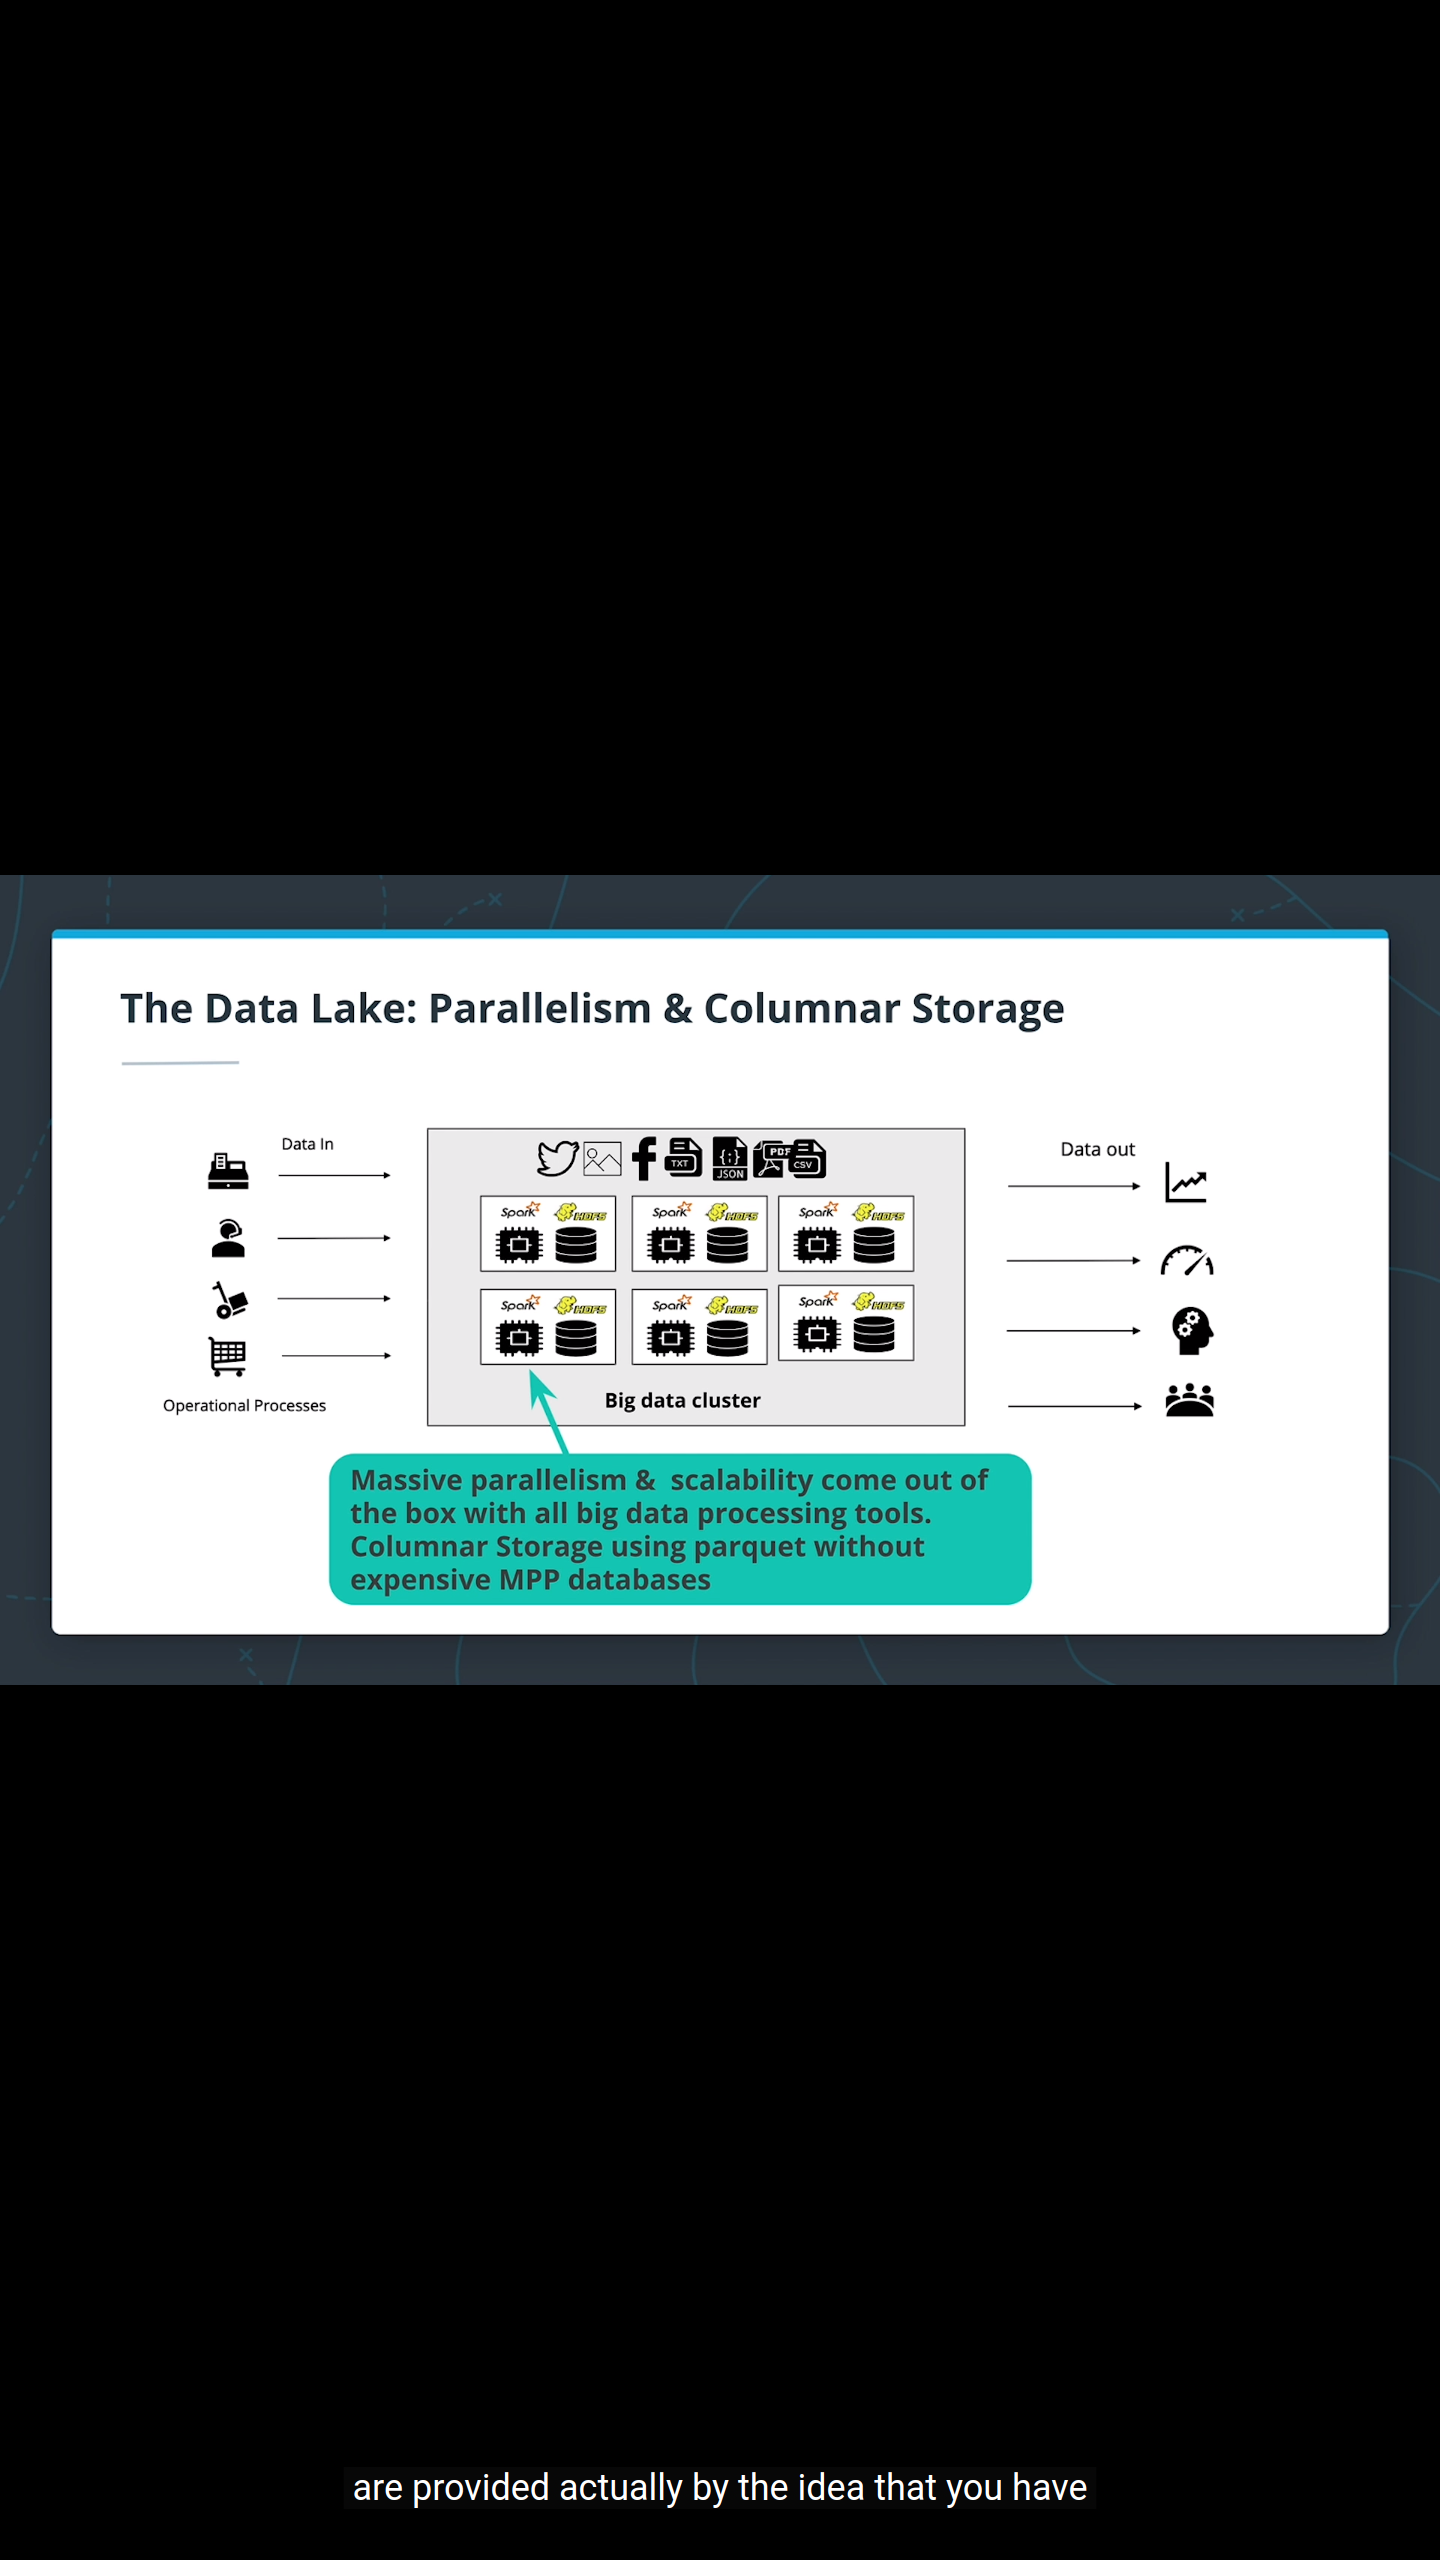 The Data Lake: Parallelism & Columnar Storage
Data In
Data out
TXT
{;}
JSON
PDF
CSV
Spark HDFS Spark HDFS Spark HDFS
Spark HDFS Spark HDFS Spark HDFS
Operational Processes
Big data cluster
Massive parallelism & scalability come out of
the box with all big data processing tools.
Columnar Storage using parquet without
expensive MPP databases
are provided actually by the idea that you have